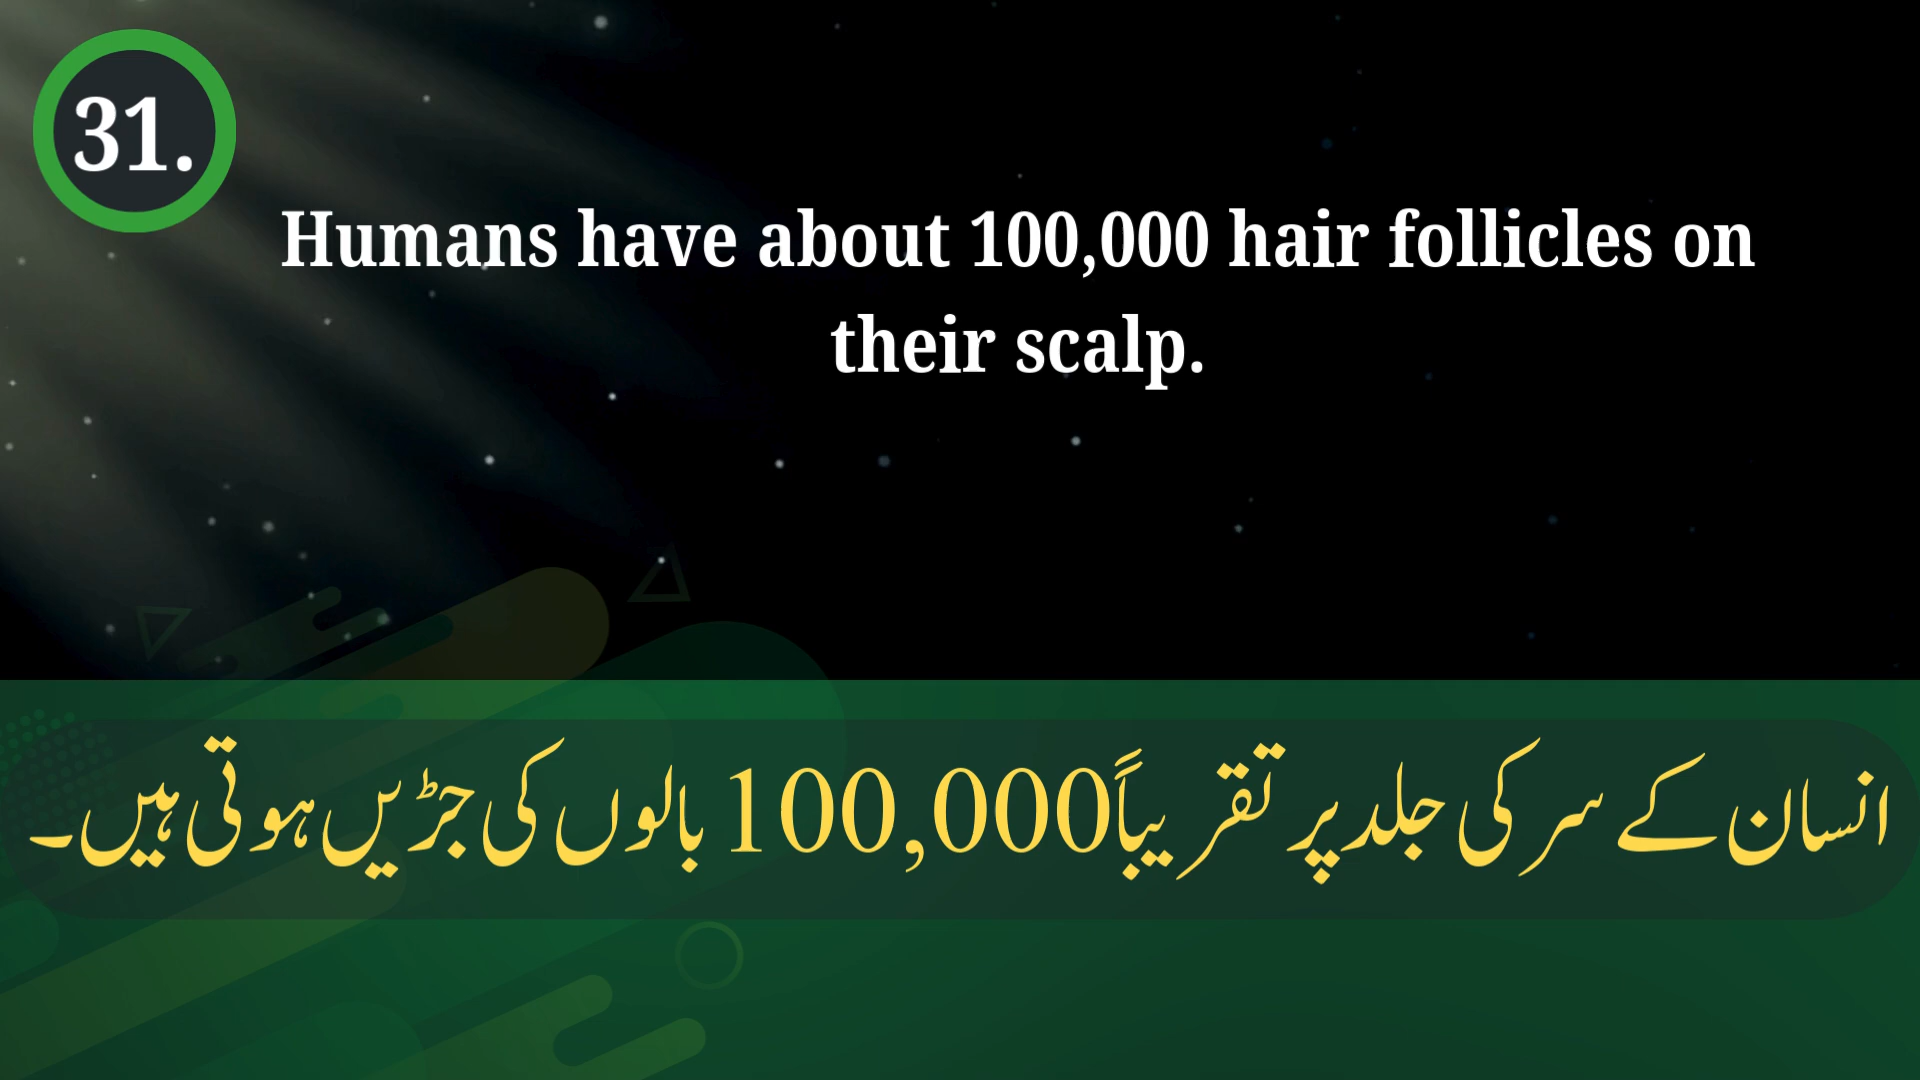 31.
Humans have about 100,000 hair follicles on
their scalp.
انسان کے سر کی جلد پر تقریباً 100,000 بالوں کی جڑیں ہوتی ہیں۔